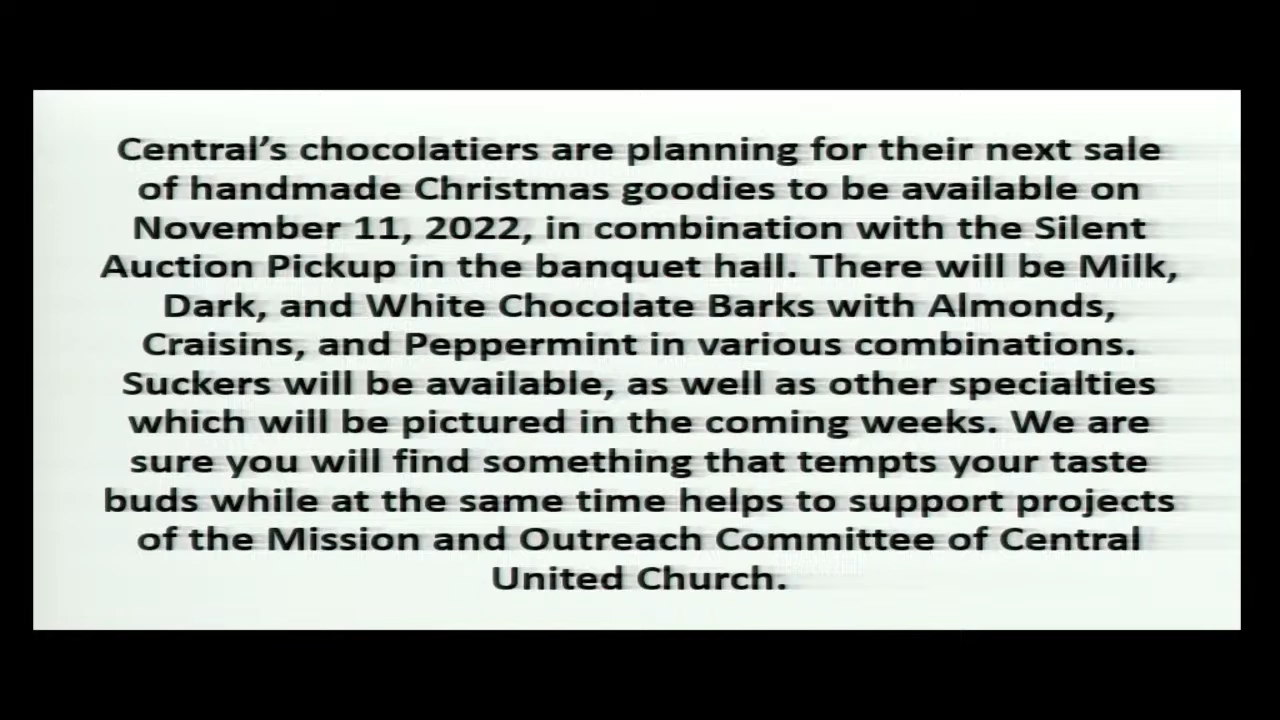 Central’s chocolatiers are planning for their next sale
of handmade Christmas goodies to be available on
November 11, 2022, in combination with the Silent
Auction Pickup in the banquet hall. There will be Milk,
Dark, and White Chocolate Barks with Almonds,
Craisins, and Peppermint in various combinations.
Suckers will be available, as well as other specialties
which will be pictured in the coming weeks. We are
sure you will find something that tempts your taste
buds while at the same time helps to support projects
of the Mission and Outreach Committee of Central
United Church.